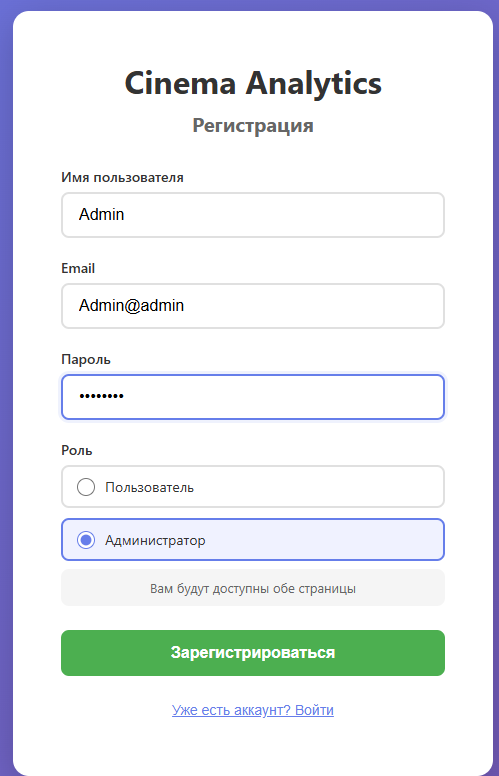 Cinema Analytics
Регистрация
Имя пользователя
Admin
Email
Admin@admin
Пароль
••••••••
Роль
Пользователь
Администратор
Вам будут доступны обе страницы
Зарегистрироваться
Уже есть аккаунт? Войти